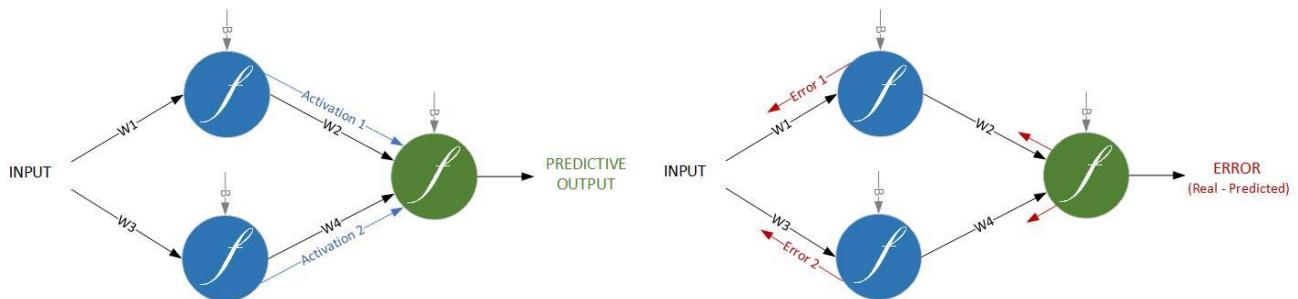 B
f
Activation 1
W1
W2
B
INPUT
f
PREDICTIVE
OUTPUT
B
W3
W4
f
Activation 2
B
f
Error 1
W1
W2
B
INPUT
f
ERROR
(Real - Predicted)
B
W3
W4
f
Error 2